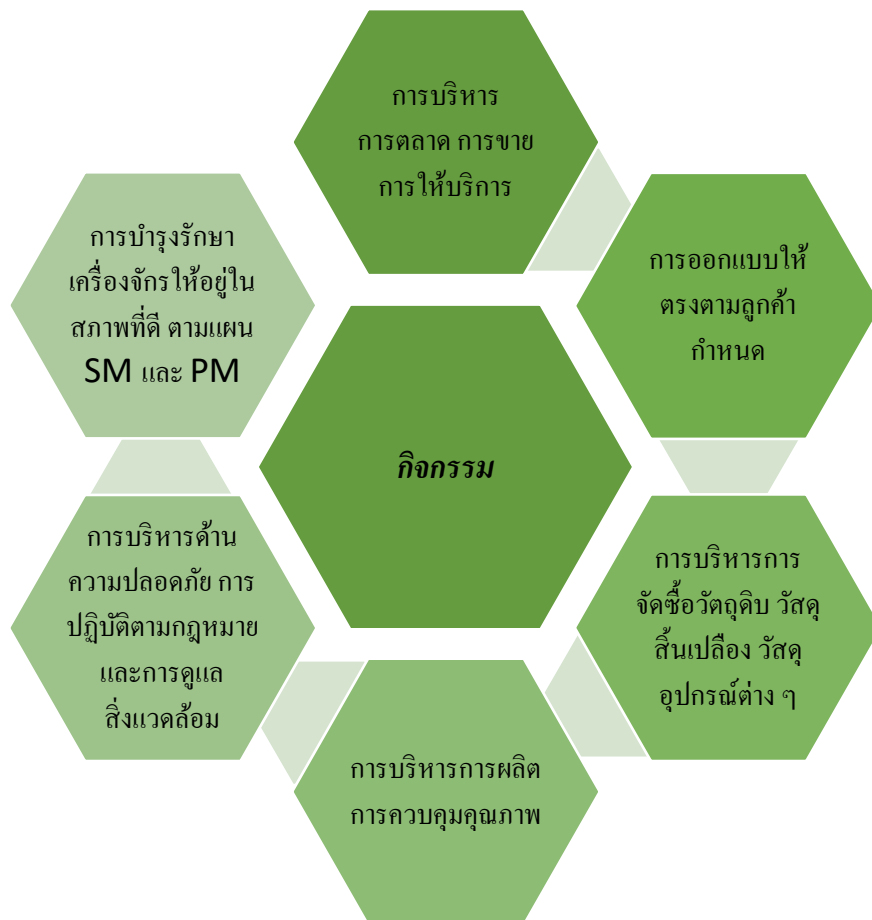 การบริหาร
การตลาด การขาย
การให้บริการ
การออกแบบให้
ตรงตามลูกค้า
กำหนด
การบริหารการ
จัดซื้อวัตถุดิบ วัสดุ
สิ้นเปลือง วัสดุ
อุปกรณ์ต่าง ๆ
การบริหารการผลิต
การควบคุมคุณภาพ
การบริหารด้าน
ความปลอดภัย การ
ปฏิบัติตามกฎหมาย
และการดูแล
สิ่งแวดล้อม
การบำรุงรักษา
เครื่องจักรให้อยู่ใน
สภาพที่ดี ตามแผน
SM และ PM
กิจกรรม